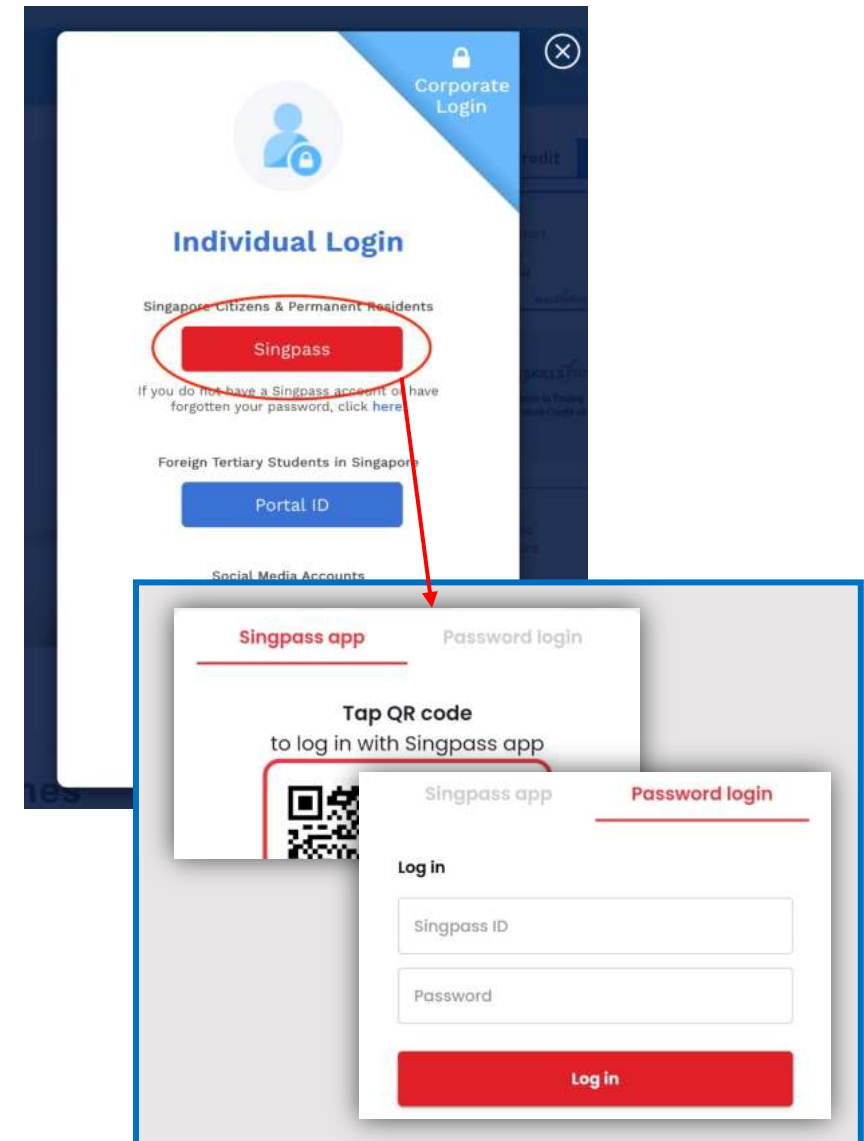 Corporate
Login
redit
Individual Login
Singapore Citizens & Permanent Residents
Singpass
If you do not have a Singpass account or have
forgotten your password, click here
Foreign Tertiary Students in Singapore
Portal ID
Social Media Accounts
nes
Singpass app
Password login
Tap QR code
to log in with Singpass app
Singpass app
Password login
Log in
Singpass ID
Password
Log in